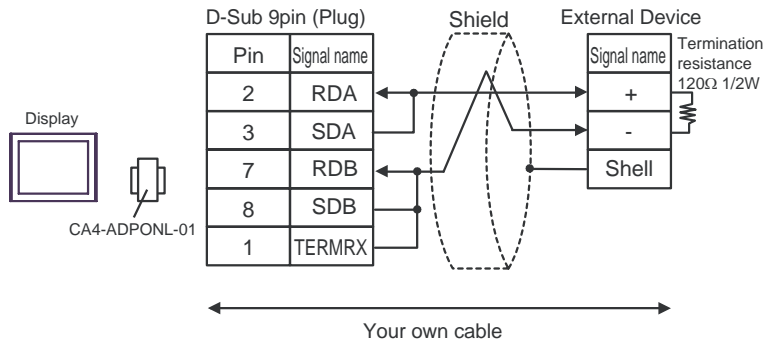 D-Sub 9pin (Plug)
Shield
External Device
Pin
Signal name
Signal name
Termination
resistance
120Ω 1/2W
2
RDA
+
3
SDA
-
7
RDB
Shell
8
SDB
1
TERMRX
Display
CA4-ADPONL-01
Your own cable